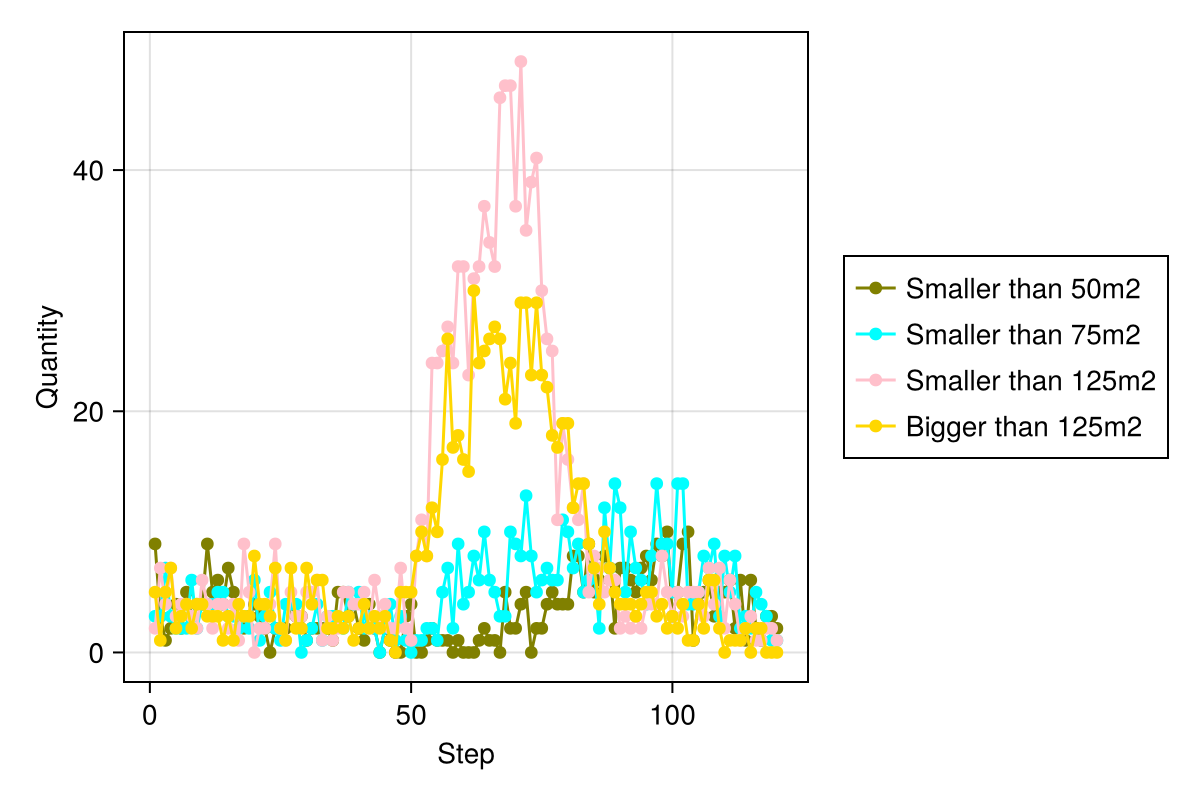 Quantity
40
20
0
0
50
100
Step
Smaller than 50m2
Smaller than 75m2
Smaller than 125m2
Bigger than 125m2